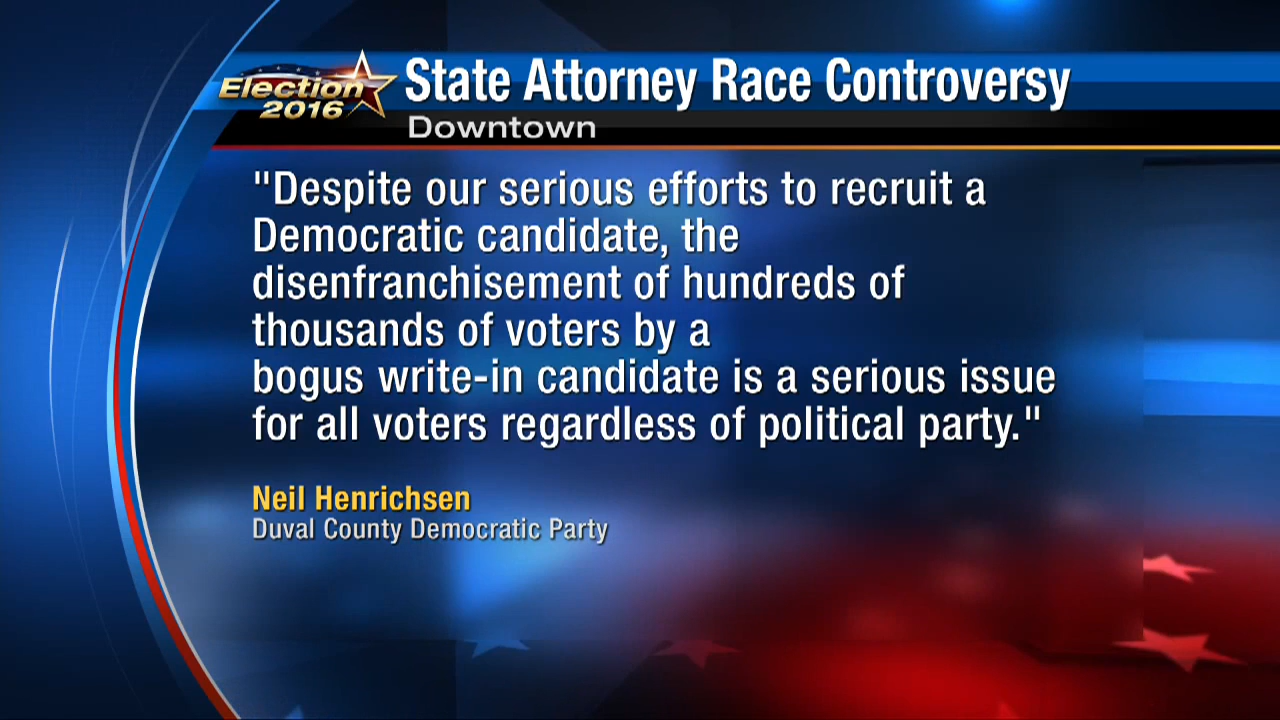 Election
2016
State Attorney Race Controversy
Downtown
"Despite our serious efforts to recruit a
Democratic candidate, the
disenfranchisement of hundreds of
thousands of voters by a
bogus write-in candidate is a serious issue
for all voters regardless of political party."
Neil Henrichsen
Duval County Democratic Party